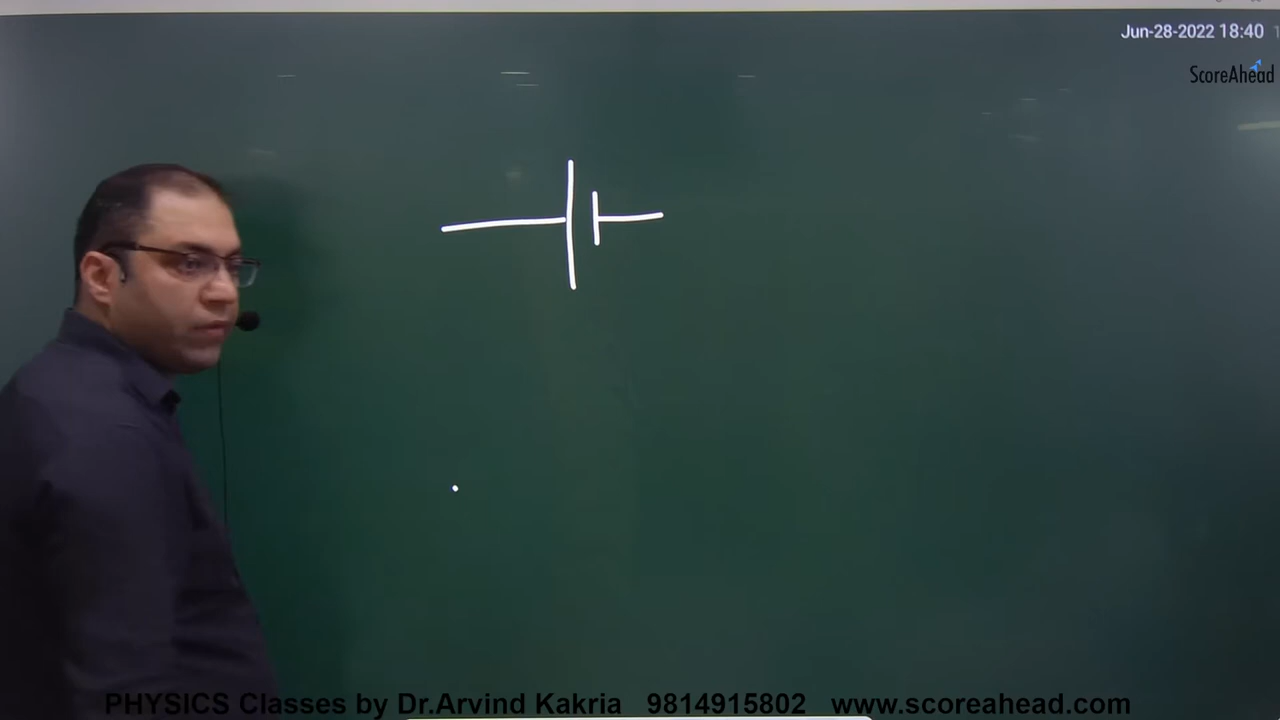 Jun-28-2022 18:40
ScoreAhead
PHYSICS Classes by Dr.Arvind Kakria 9814915802 www.scoreahead.com